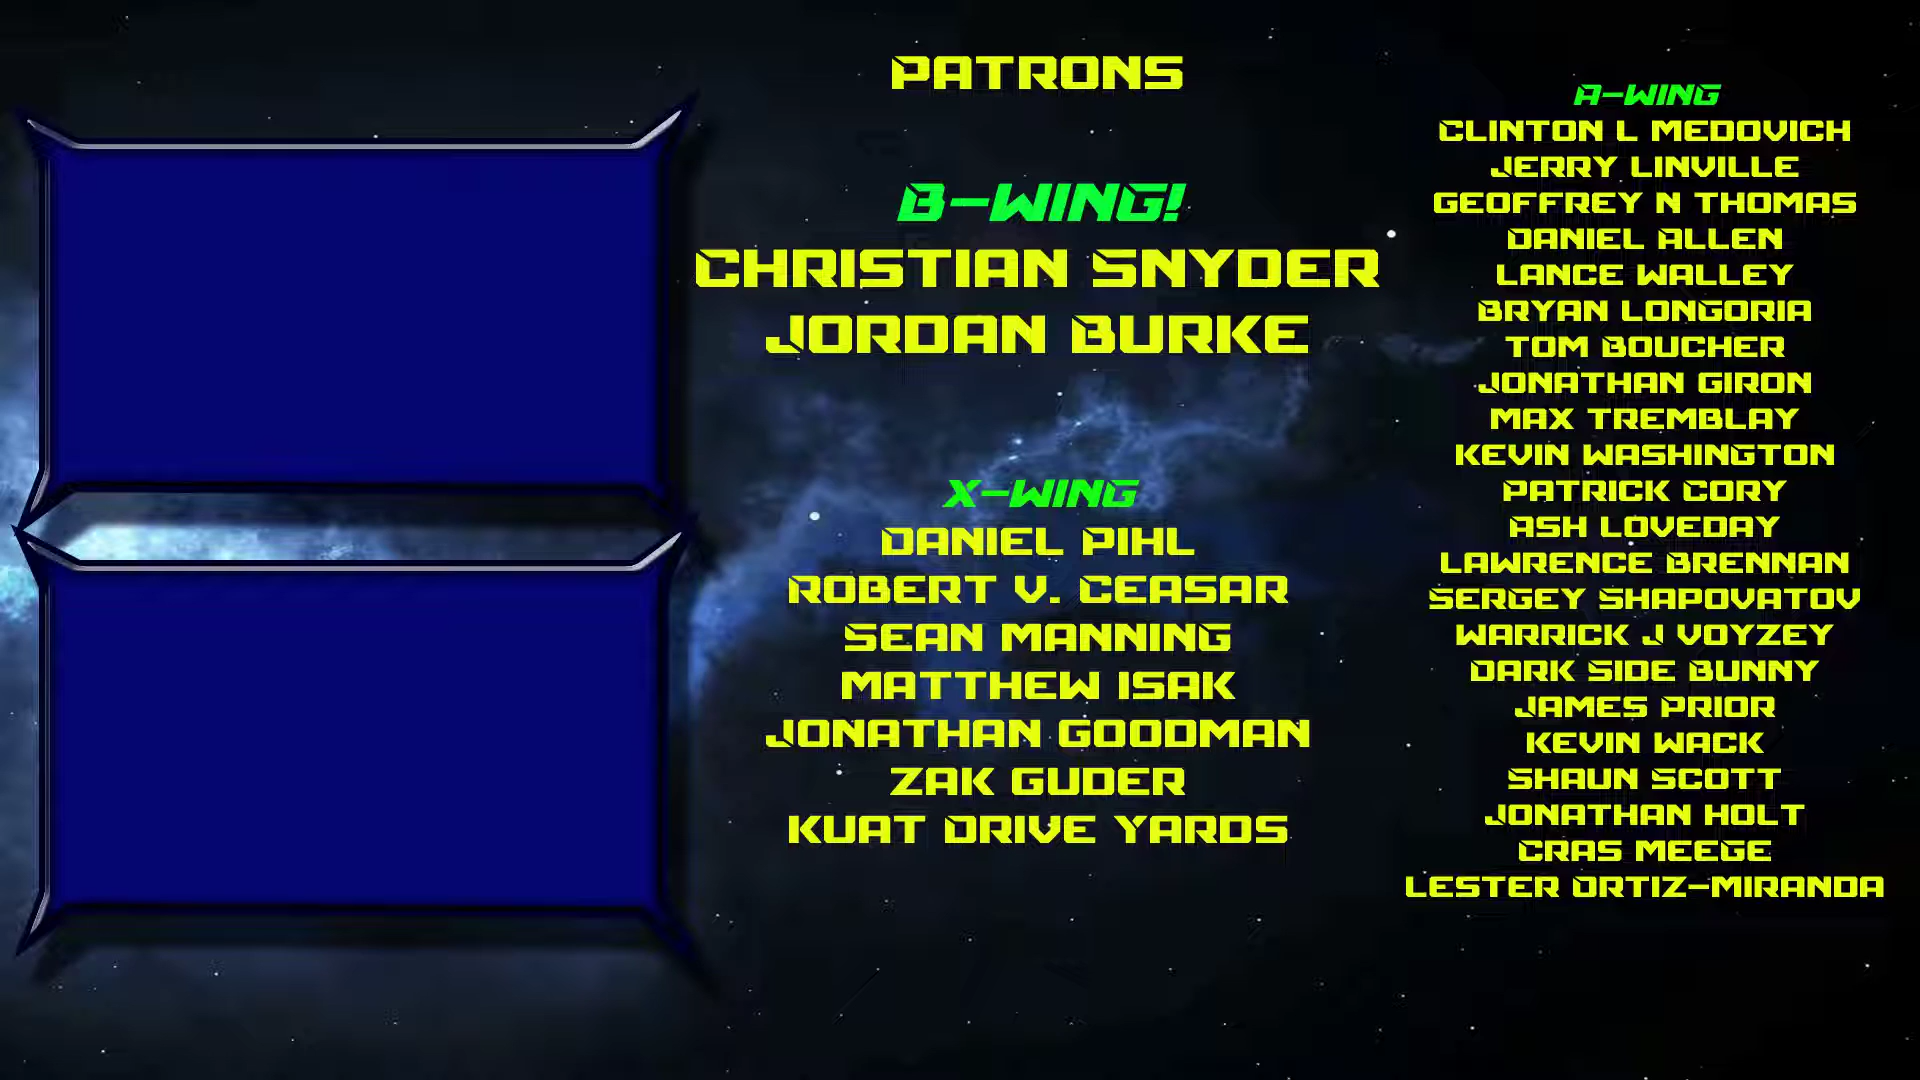 PATRONS
B-WING!
CHRISTIAN SNYDER
JORDAN BURKE
X-WING
DANIEL PIHL
ROBERT V. CEASAR
SEAN MANNING
MATTHEW ISAK
JONATHAN GOODMAN
ZAK GUDER
KUAT DRIVE YARDS
A-WING
CLINTON L MEDOVICH
JERRY LINVILLE
GEOFFREY N THOMAS
DANIEL ALLEN
LANCE WALLEY
BRYAN LONGORIA
TOM BOUCHER
JONATHAN GIRON
MAX TREMBLAY
KEVIN WASHINGTON
PATRICK CORY
ASH LOVEDAY
LAWRENCE BRENNAN
SERGEY SHAPOVATOV
WARRICK J VOYZEY
DARK SIDE BUNNY
JAMES PRIOR
KEVIN WACK
SHAUN SCOTT
JONATHAN HOLT
CRAS MEEGE
LESTER ORTIZ-MIRANDA